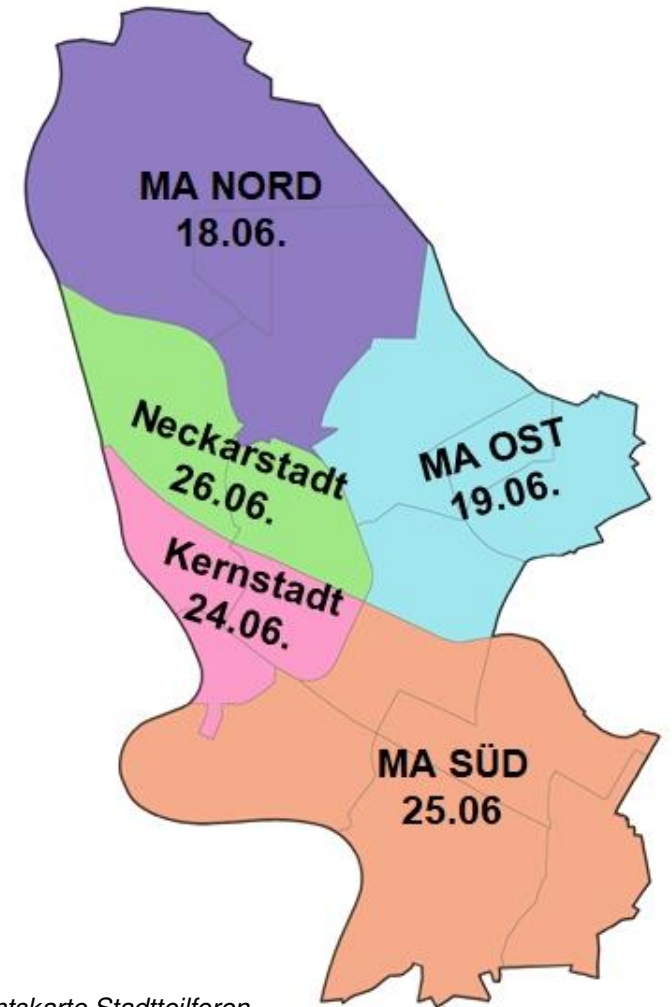 MA NORD
18.06.
Neckarstadt
26.06.
MA OST
19.06.
Kernstadt
24.06.
MA SÜD
25.06